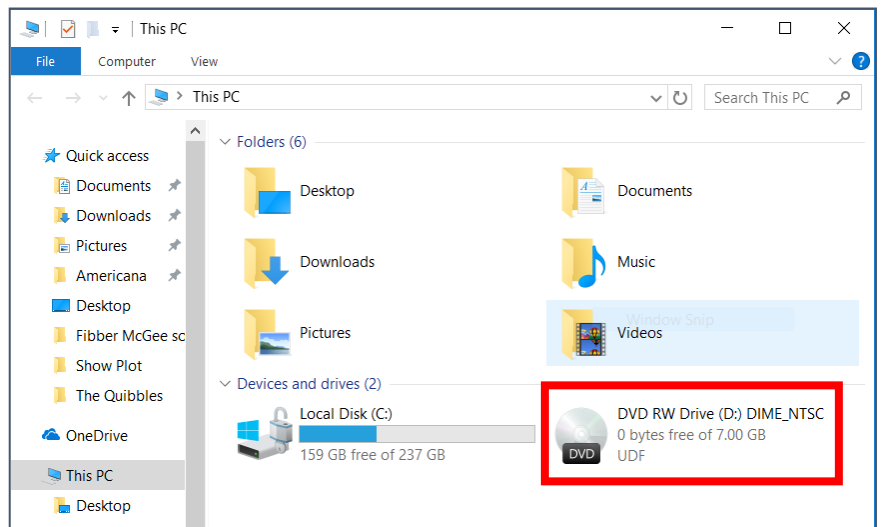 This PC
File Computer View
?
This PC
Search This PC
Quick access
Documents
Downloads
Pictures
Americana
Desktop
Fibber McGee sc
Show Plot
The Quibbles
OneDrive
This PC
Desktop
Folders (6)
Desktop
Documents
Downloads
Music
Pictures
Window Snip
Videos
Devices and drives (2)
Local Disk (C:)
159 GB free of 237 GB
DVD RW Drive (D:) DIME_NTSC
0 bytes free of 7.00 GB
DVD
UDF